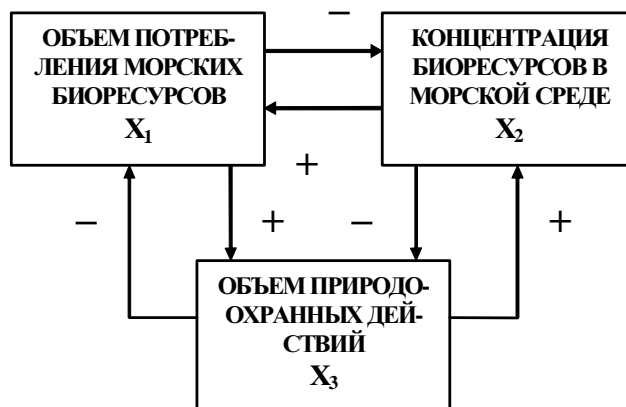 −
ОБЪЕМ ПОТРЕБ-
ЛЕНИЯ МОРСКИХ
БИОРЕСУРСОВ
X1
КОНЦЕНТРАЦИЯ
БИОРЕСУРСОВ В
МОРСКОЙ СРЕДЕ
X2
+
− + − +
ОБЪЕМ ПРИРОДО-
ОХРАННЫХ ДЕЙ-
СТВИЙ
X3